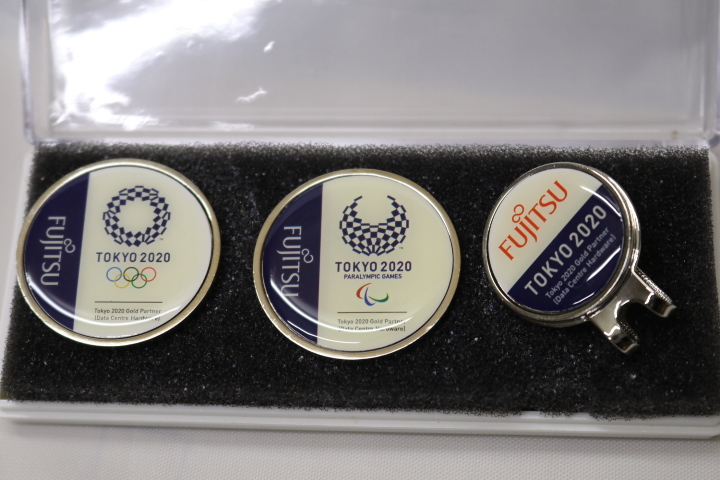 FUJITSU
TOKYO 2020
Tokyo 2020 Gold Partner
(Data Centre Hardware)
FUJITSU
TOKYO 2020
PARALYMPIC GAMES
Tokyo 2020 Gold Partner
(Data Centre Hardware)
FUJITSU
TOKYO 2020
Tokyo 2020 Gold Partner
(Data Centre Hardware)